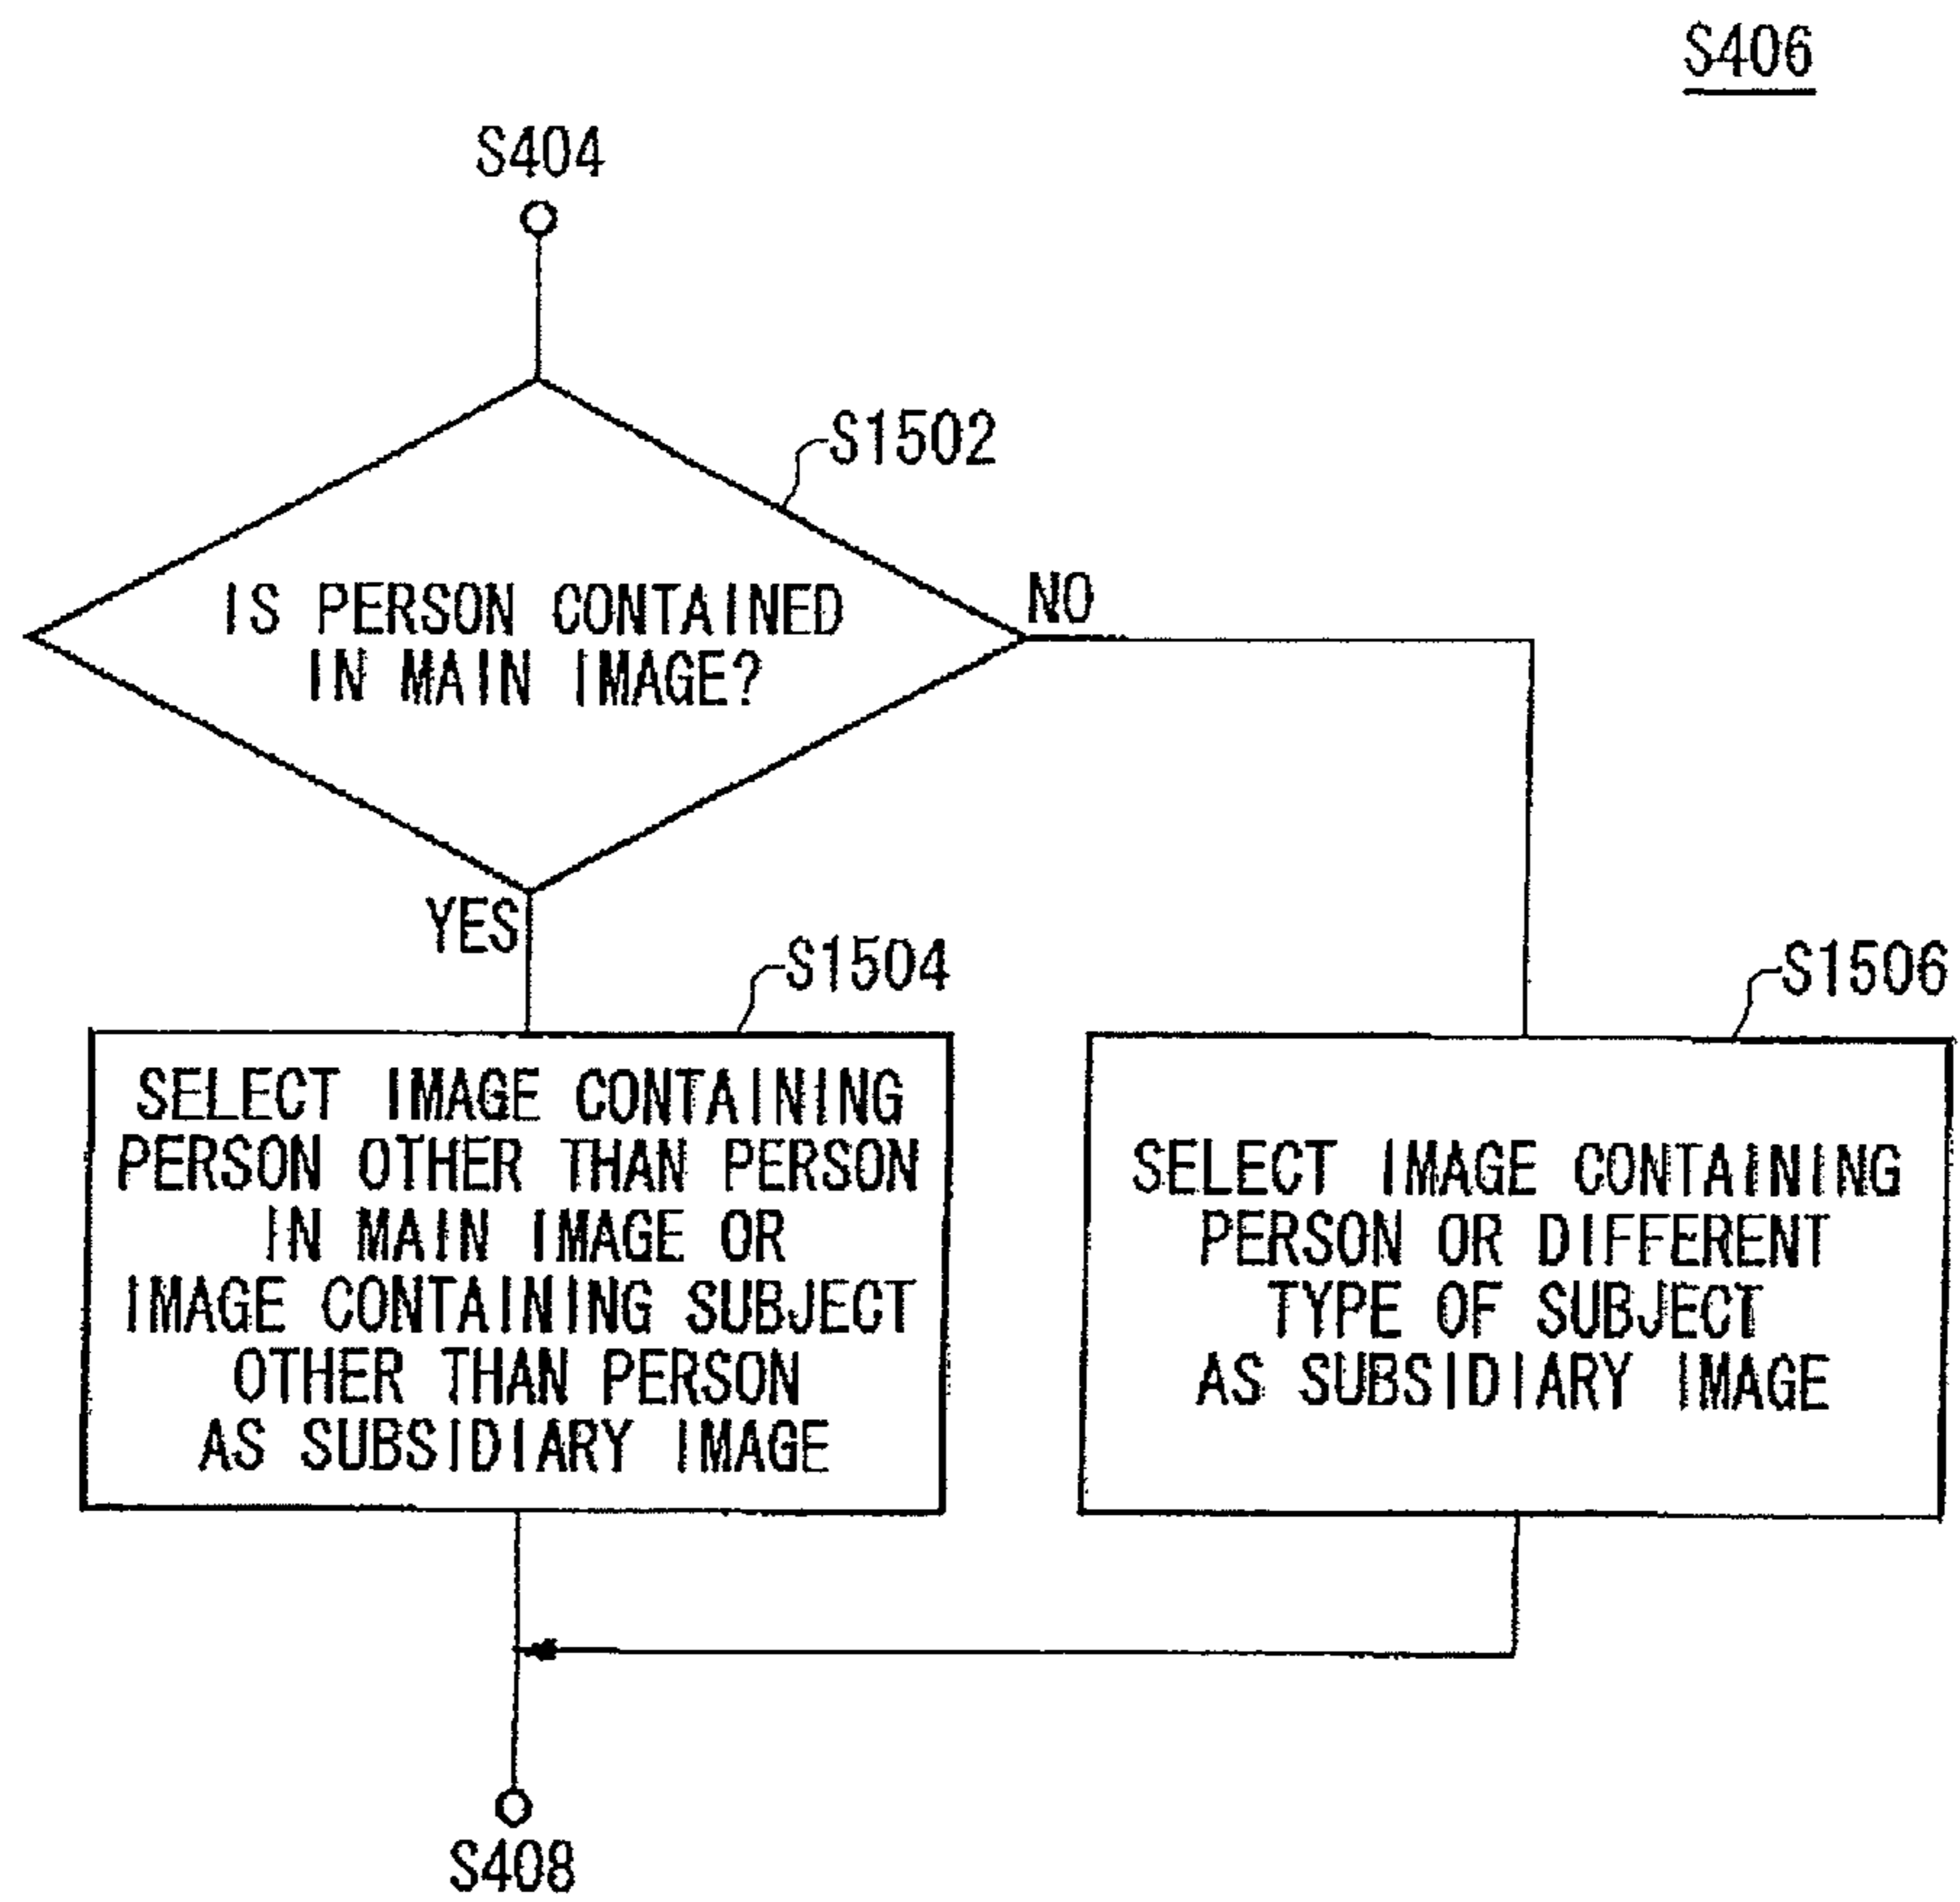 S406
S404
S1502
IS PERSON CONTAINED
IN MAIN IMAGE?
NO
YES
S1504
SELECT IMAGE CONTAINING
PERSON OTHER THAN PERSON
IN MAIN IMAGE OR
IMAGE CONTAINING SUBJECT
OTHER THAN PERSON
AS SUBSIDIARY IMAGE
S1506
SELECT IMAGE CONTAINING
PERSON OR DIFFERENT
TYPE OF SUBJECT
AS SUBSIDIARY IMAGE
S408